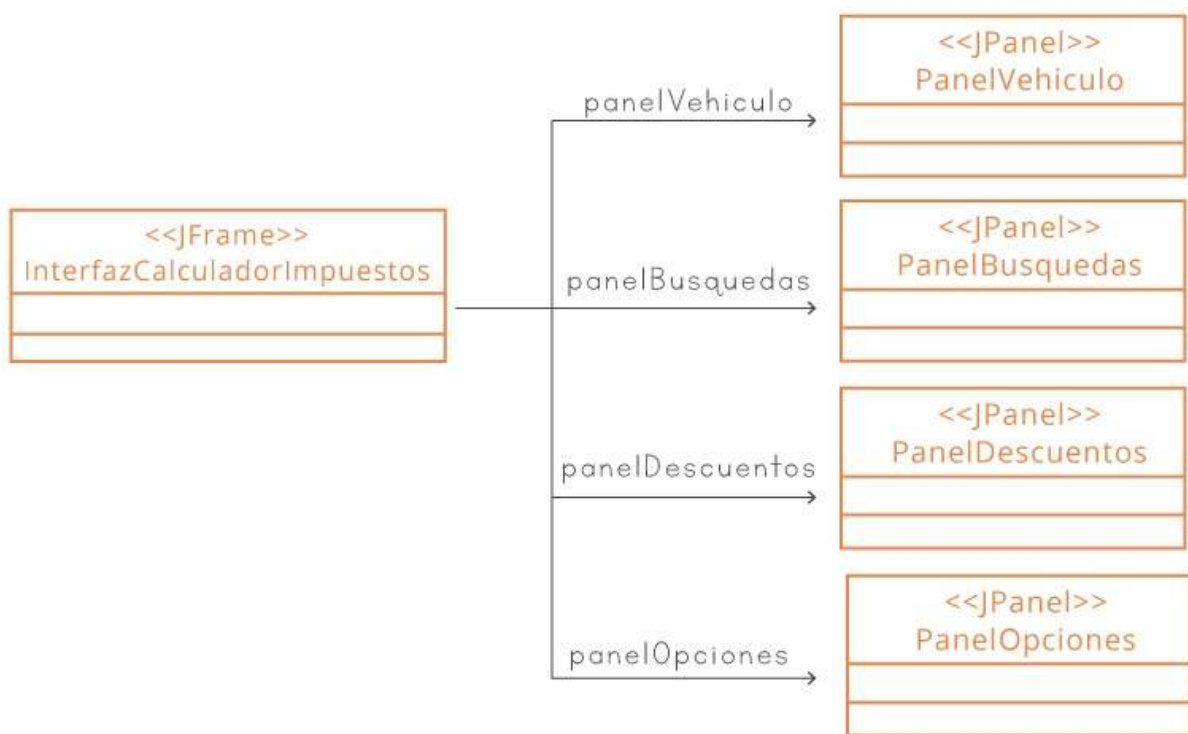 <<JPanel>>
PanelVehiculo
panelVehiculo
<<JFrame>>
InterfazCalculadorImpuestos
<<JPanel>>
PanelBusquedas
panelBusquedas
<<JPanel>>
PanelDescuentos
panelDescuentos
<<JPanel>>
PanelOpciones
panelOpciones